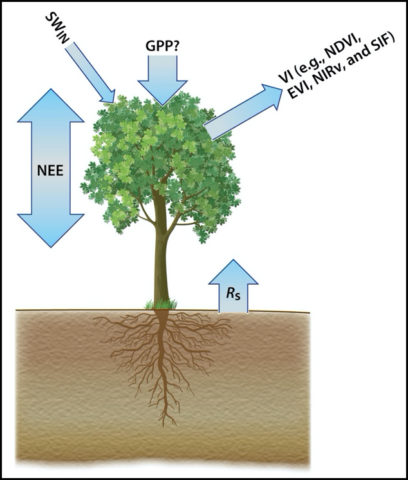 SWIN
GPP?
VI (e.g., NDVI,
EVI, NIRv, and SIF)
NEE
Rs